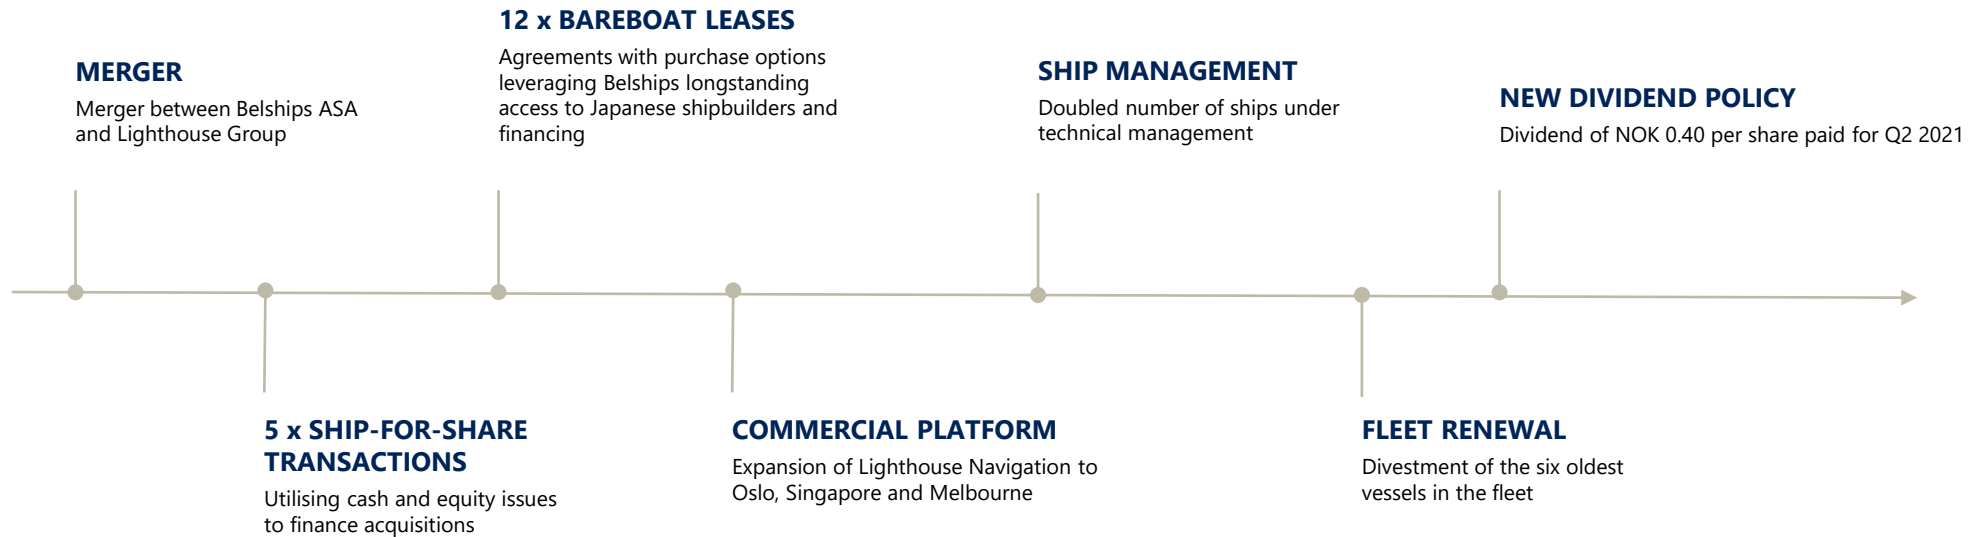 MERGER
Merger between Belships ASA
and Lighthouse Group
5 x SHIP-FOR-SHARE
TRANSACTIONS
Utilising cash and equity issues
to finance acquisitions
12 x BAREBOAT LEASES
Agreements with purchase options
leveraging Belships longstanding
access to Japanese shipbuilders and
financing
COMMERCIAL PLATFORM
Expansion of Lighthouse Navigation to
Oslo, Singapore and Melbourne
SHIP MANAGEMENT
Doubled number of ships under
technical management
FLEET RENEWAL
Divestment of the six oldest
vessels in the fleet
NEW DIVIDEND POLICY
Dividend of NOK 0.40 per share paid for Q2 2021